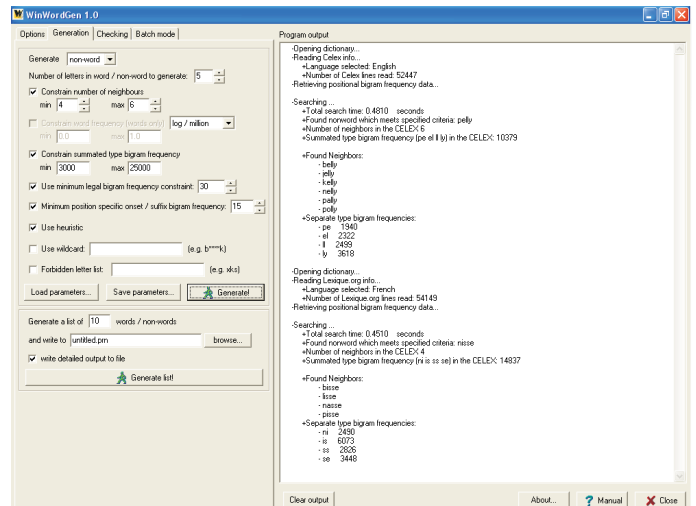 WinWordGen 1.0
Options Generation Checking Batch mode
Generate non-word
Number of letters in word / non-word to generate: 5
Constrain number of neighbours
min 4 max 6
Constrain word frequency (words only) log / million
min 0.0 max 1.0
Constrain summated type bigram frequency
min 3000 max 25000
Use minimum legal bigram frequency constraint: 30
Minimum position specific onset / suffix bigram frequency: 15
Use heuristic
Use wildcard: (e.g. b****k)
Forbidden letter list: (e.g. xks)
Load parameters... Save parameters... Generate!
Generate a list of 10 words / non-words
and write to untitled.prn browse...
write detailed output to file
Generate list!
Program output
-Opening dictionary...
-Reading Celex info...
+Language selected: English
+Number of Celex lines read: 52447
-Retrieving positional bigram frequency data...
-Searching ...
+Total search time: 0.4810 seconds
+Found nonword which meets specified criteria: pelly
+Number of neighbors in the CELEX 6
+Summated type bigram frequency (pe el ll ly) in the CELEX: 10379
+Found Neighbors:
- belly
- jelly
- kelly
- nelly
- pally
- polly
+Separate type bigram frequencies:
- pe 1940
- el 2322
- ll 2499
- ly 3618
-Opening dictionary...
-Reading Lexique.org info...
+Language selected: French
+Number of Lexique.org lines read: 54149
-Retrieving positional bigram frequency data...
-Searching ...
+Total search time: 0.4510 seconds
+Found nonword which meets specified criteria: nisse
+Number of neighbors in the CELEX 4
+Summated type bigram frequency (ni is ss se) in the CELEX: 14837
+Found Neighbors:
- bisse
- lisse
- nasse
- pisse
+Separate type bigram frequencies:
- ni 2490
- is 6073
- ss 2826
- se 3448
Clear output About... ? Manual Close